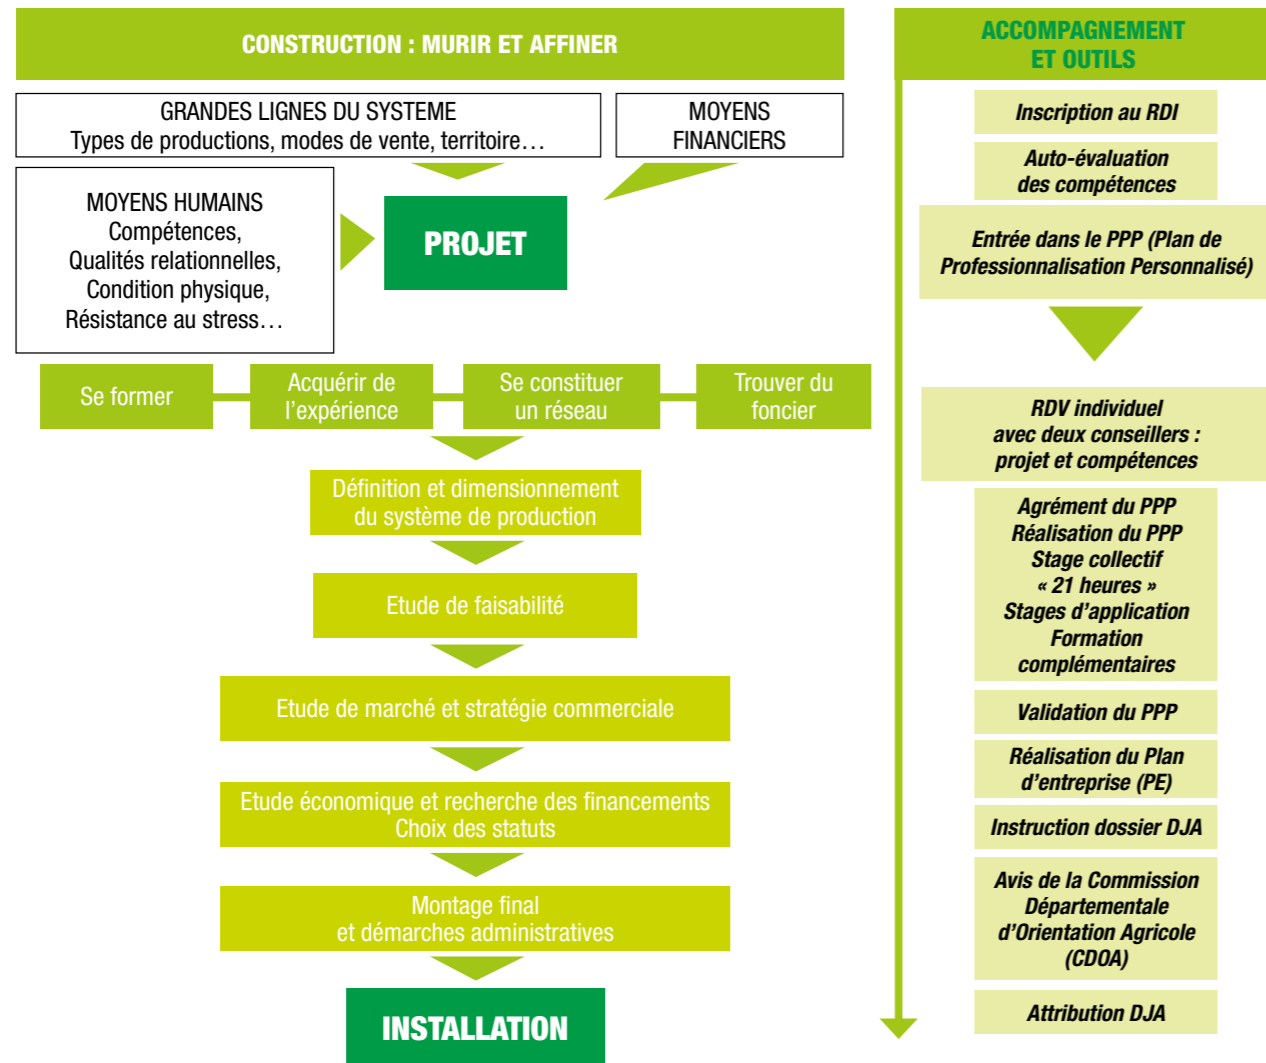 CONSTRUCTION : MURIR ET AFFINER
GRANDES LIGNES DU SYSTEME
Types de productions, modes de vente, territoire…
MOYENS
FINANCIERS
MOYENS HUMAINS
Compétences,
Qualités relationnelles,
Condition physique,
Résistance au stress…
PROJET
Se former
Acquérir de
l’expérience
Se constituer
un réseau
Trouver du
foncier
Définition et dimensionnement
du système de production
Etude de faisabilité
Etude de marché et stratégie commerciale
Etude économique et recherche des financements
Choix des statuts
Montage final
et démarches administratives
INSTALLATION
ACCOMPAGNEMENT
ET OUTILS
Inscription au RDI
Auto-évaluation
des compétences
Entrée dans le PPP (Plan de
Professionnalisation Personnalisé)
RDV individuel
avec deux conseillers :
projet et compétences
Agrément du PPP
Réalisation du PPP
Stage collectif
« 21 heures »
Stages d’application
Formation
complémentaires
Validation du PPP
Réalisation du Plan
d’entreprise (PE)
Instruction dossier DJA
Avis de la Commission
Départementale
d’Orientation Agricole
(CDOA)
Attribution DJA